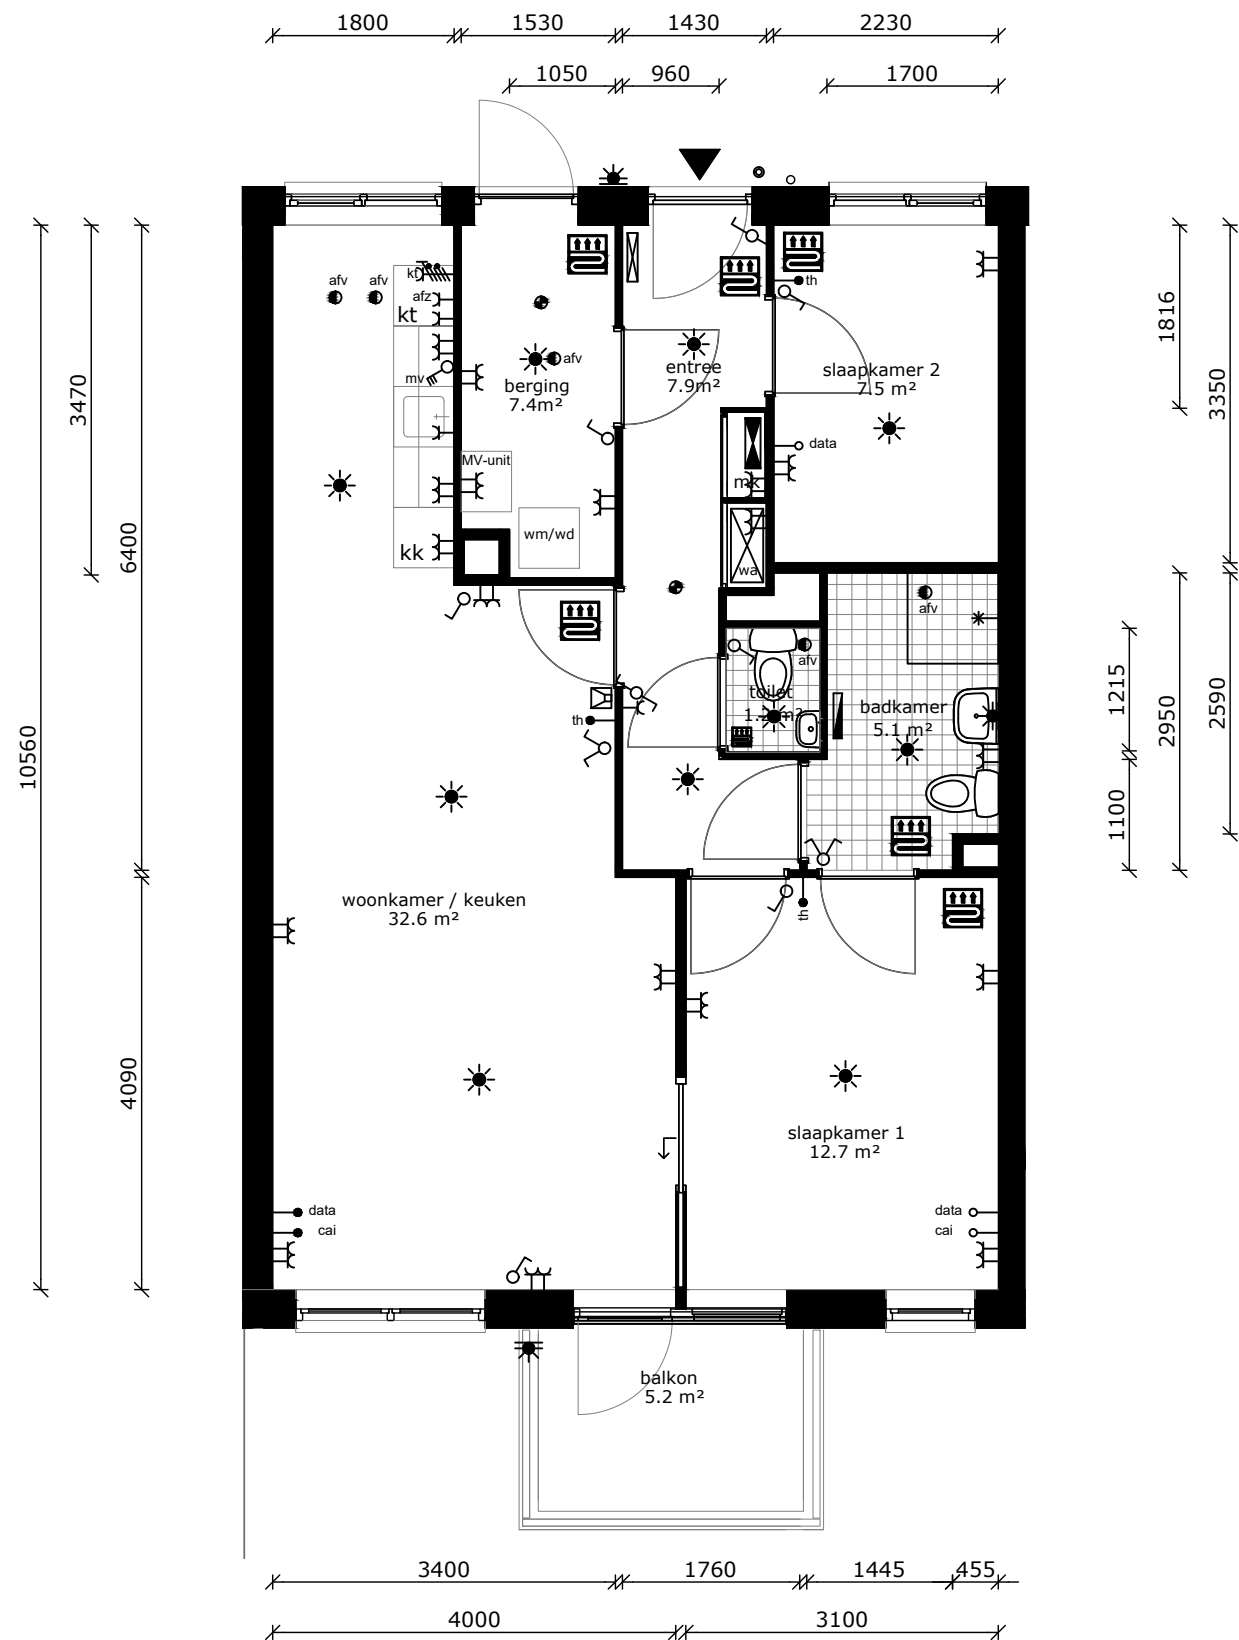 1800
1530
1430
2230
1050
960
1700
kt
afv
afv
afz
kt
mv
th
afv
entree
7.9m²
slaapkamer 2
7.5 m²
berging
7.4m²
data
MV-unit
mk
wm/wd
kk
wa
afv
afv
toilet
badkamer
5.1 m²
th
woonkamer / keuken
32.6 m²
th
slaapkamer 1
12.7 m²
data
cai
data
cai
balkon
5.2 m²
10560
3470
6400
4090
1816
3350
1215
2950
2590
1100
3400
1760
1445
455
4000
3100